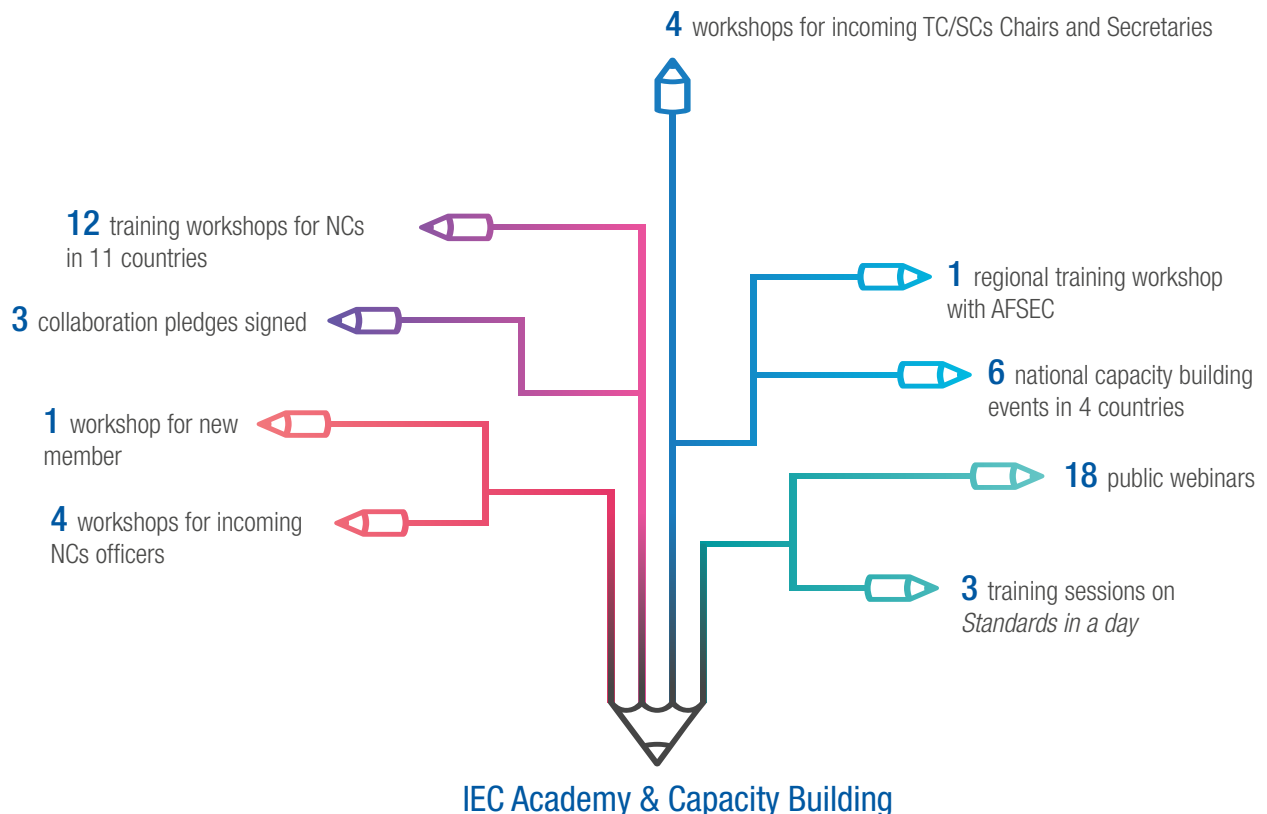 4 workshops for incoming TC/SCs Chairs and Secretaries
12 training workshops for NCs
in 11 countries
3 collaboration pledges signed
1 workshop for new
member
4 workshops for incoming
NCs officers
1 regional training workshop
with AFSEC
6 national capacity building
events in 4 countries
18 public webinars
3 training sessions on
Standards in a day
IEC Academy & Capacity Building